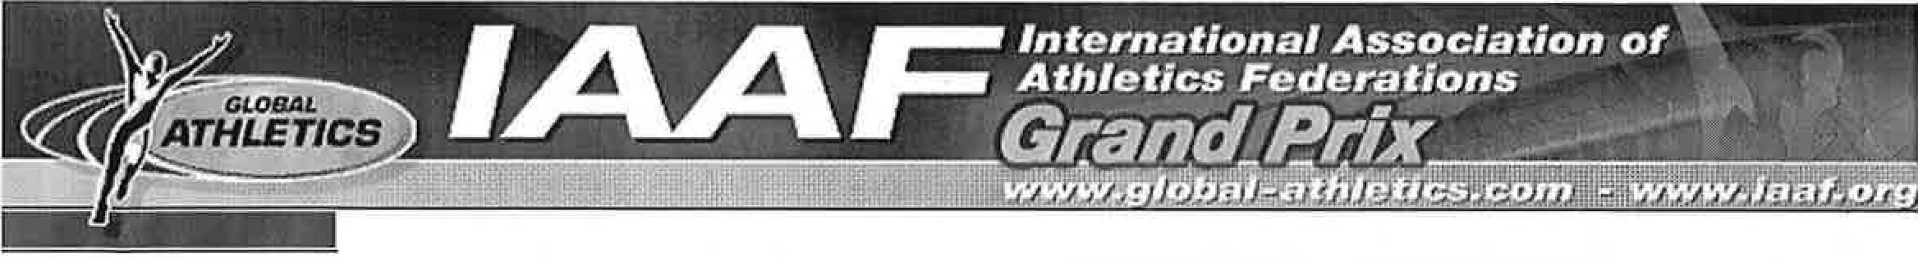 GLOBAL
ATHLETICS
IAAF
International Association of
Athletics Federations
Grand Prix
www.global-athletics.com - www.iaaf.org